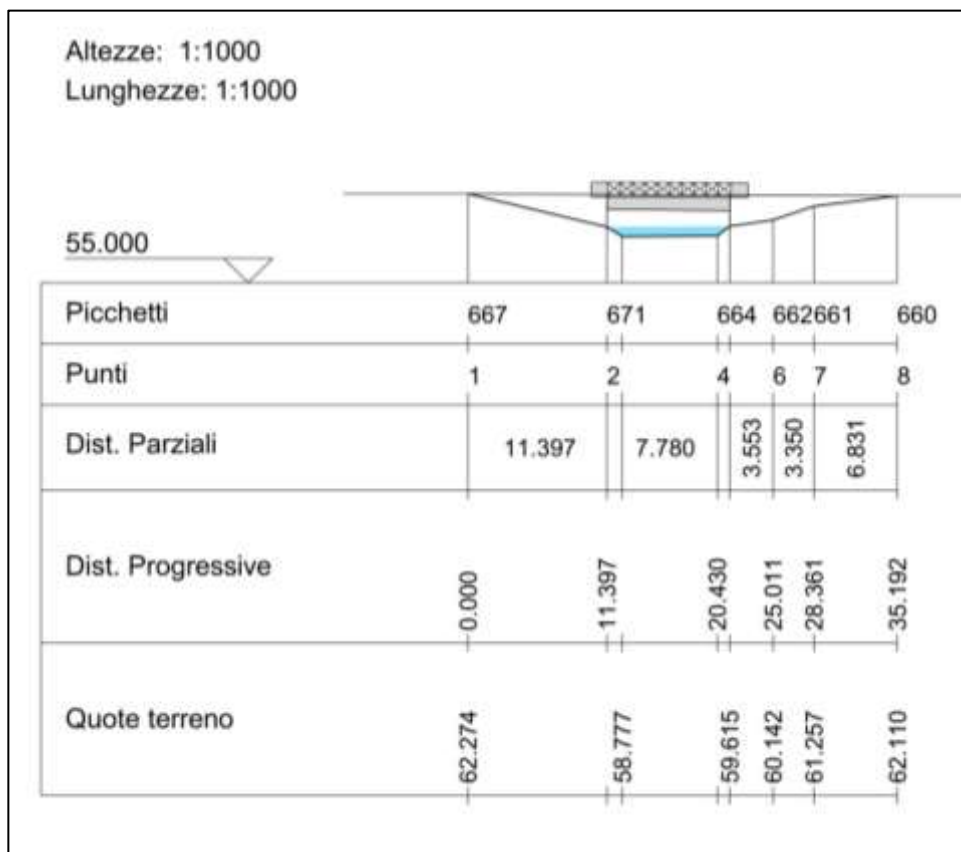 Altezze: 1:1000
Lunghezze: 1:1000
55.000
Picchetti 667 671 664 662 661 660
Punti 1 2 4 6 7 8
Dist. Parziali 11.397 7.780 3.553 3.350 6.831
Dist. Progressive 0.000 11.397 20.430 25.011 28.361 35.192
Quote terreno 62.274 58.777 59.615 60.142 61.257 62.110